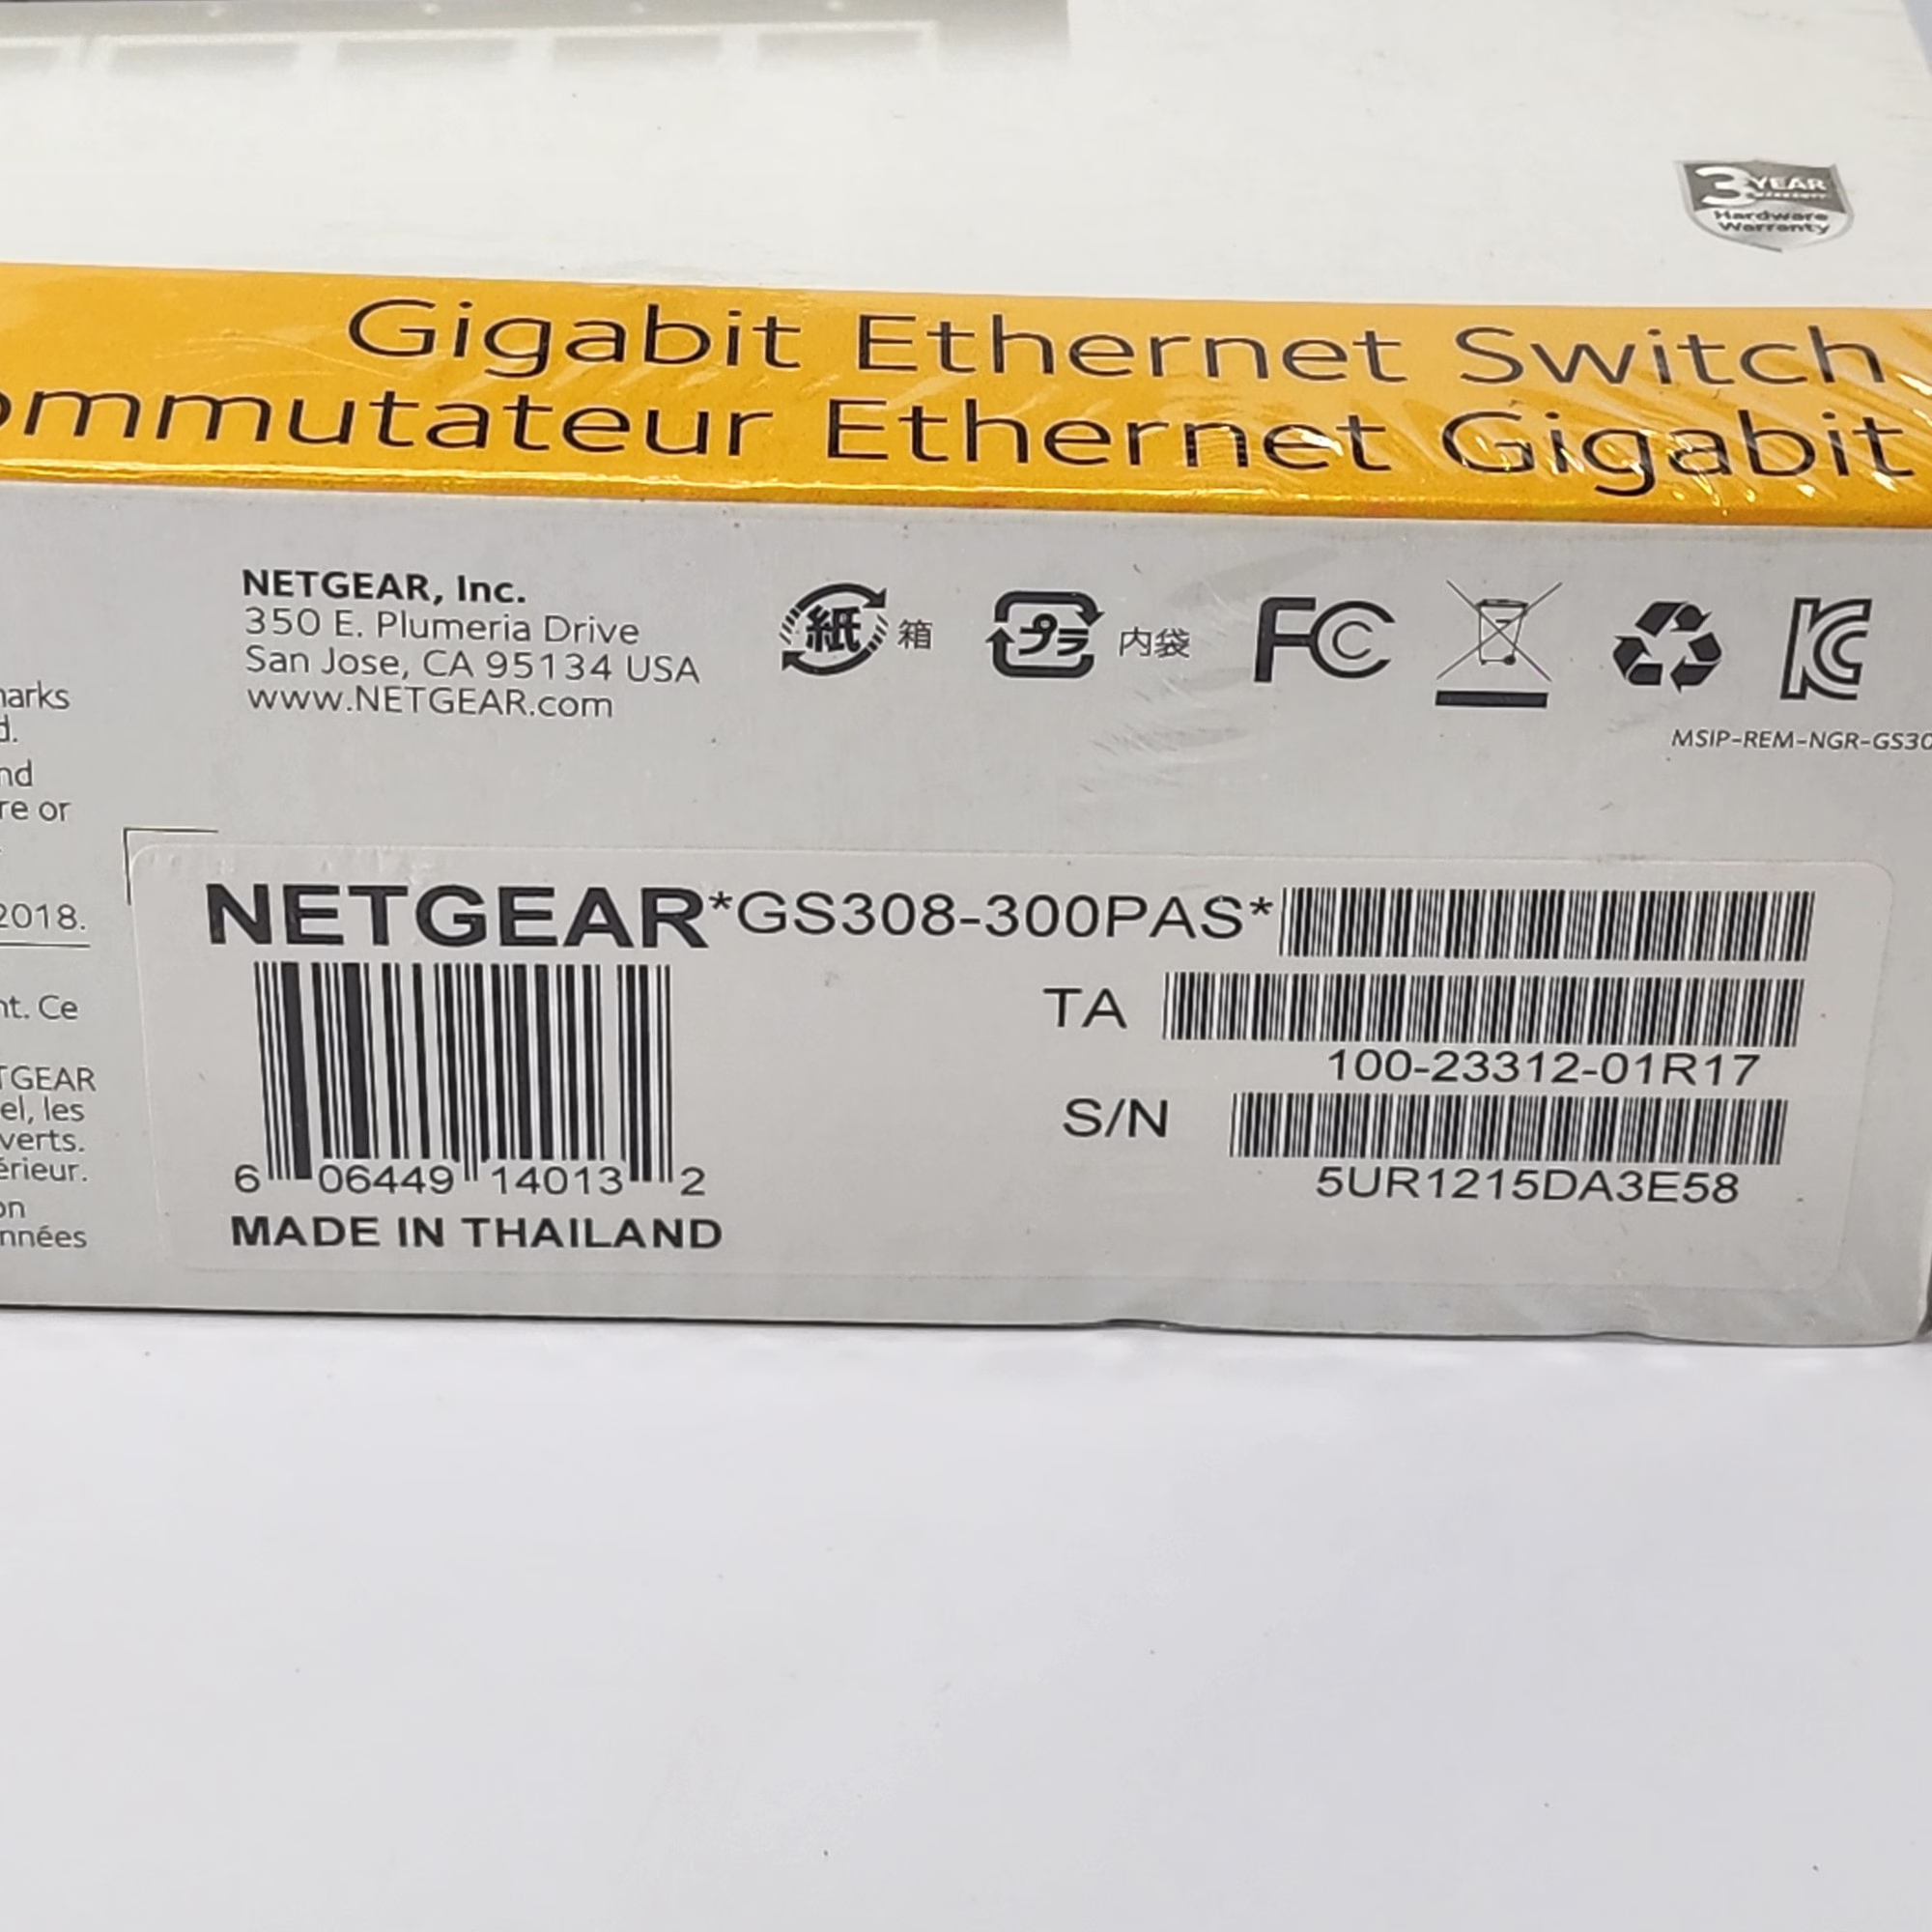 3 YEAR
Hardware
Warranty
Gigabit Ethernet Switch
ommutateur Ethernet Gigabit
NETGEAR, Inc.
350 E. Plumeria Drive
San Jose, CA 95134 USA
www.NETGEAR.com
紙 箱
プラ 内袋
FC
MSIP-REM-NGR-GS30
arks
d.
nd
re or
2018.
nt. Ce
TGEAR
el, les
verts.
érieur.
on
nnées
NETGEAR *GS308-300PAS*
TA
100-23312-01R17
S/N
5UR1215DA3E58
6 06449 14013 2
MADE IN THAILAND